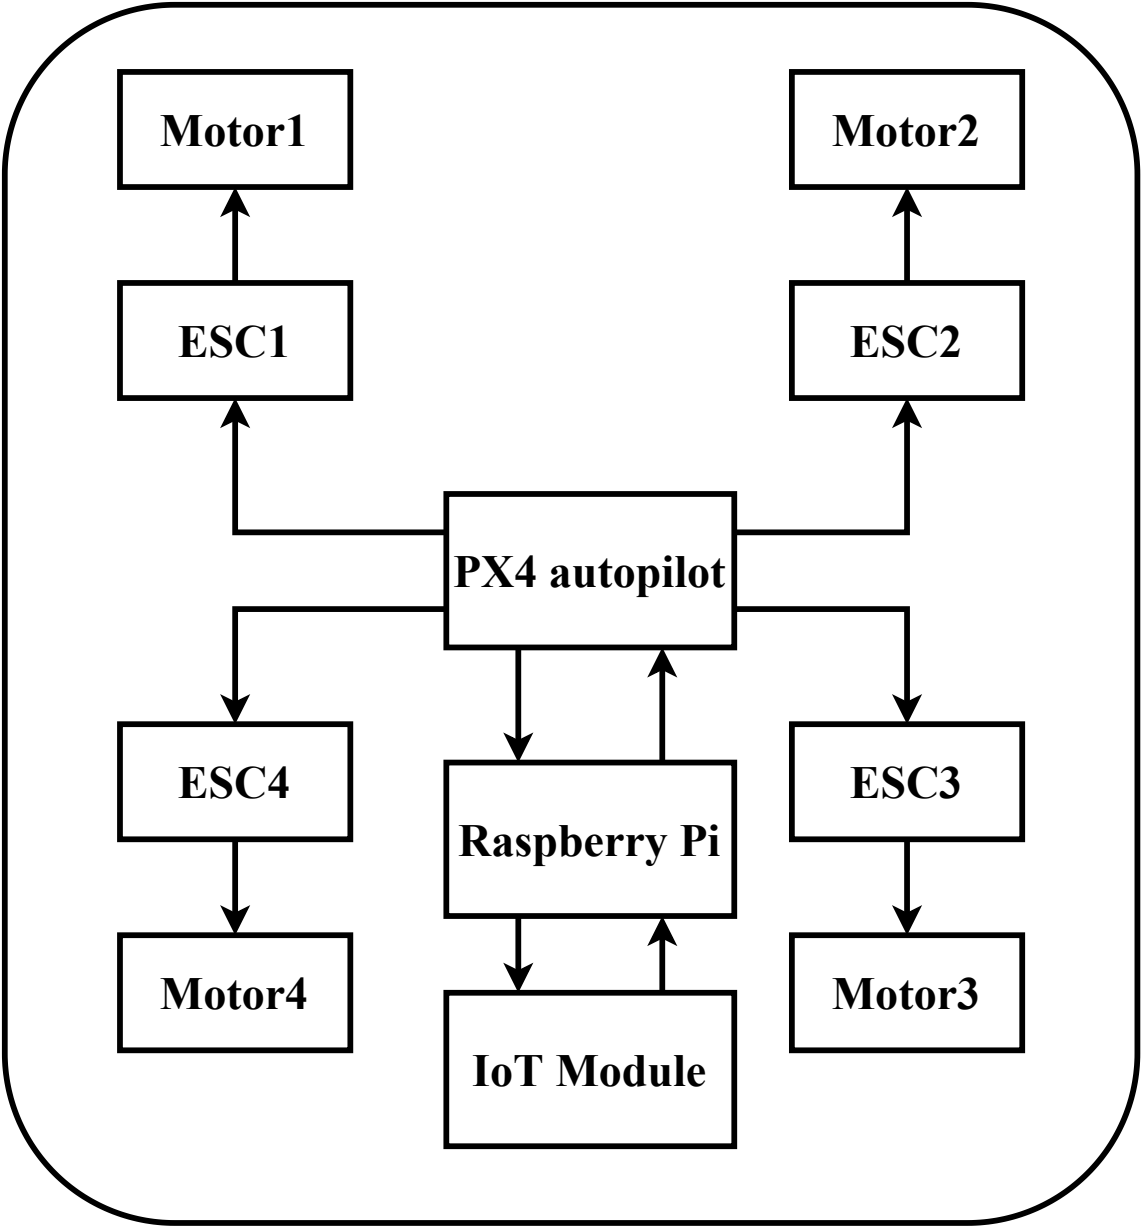 Motor1
Motor2
ESC1
ESC2
PX4 autopilot
ESC4
ESC3
Raspberry Pi
Motor4
Motor3
IoT Module